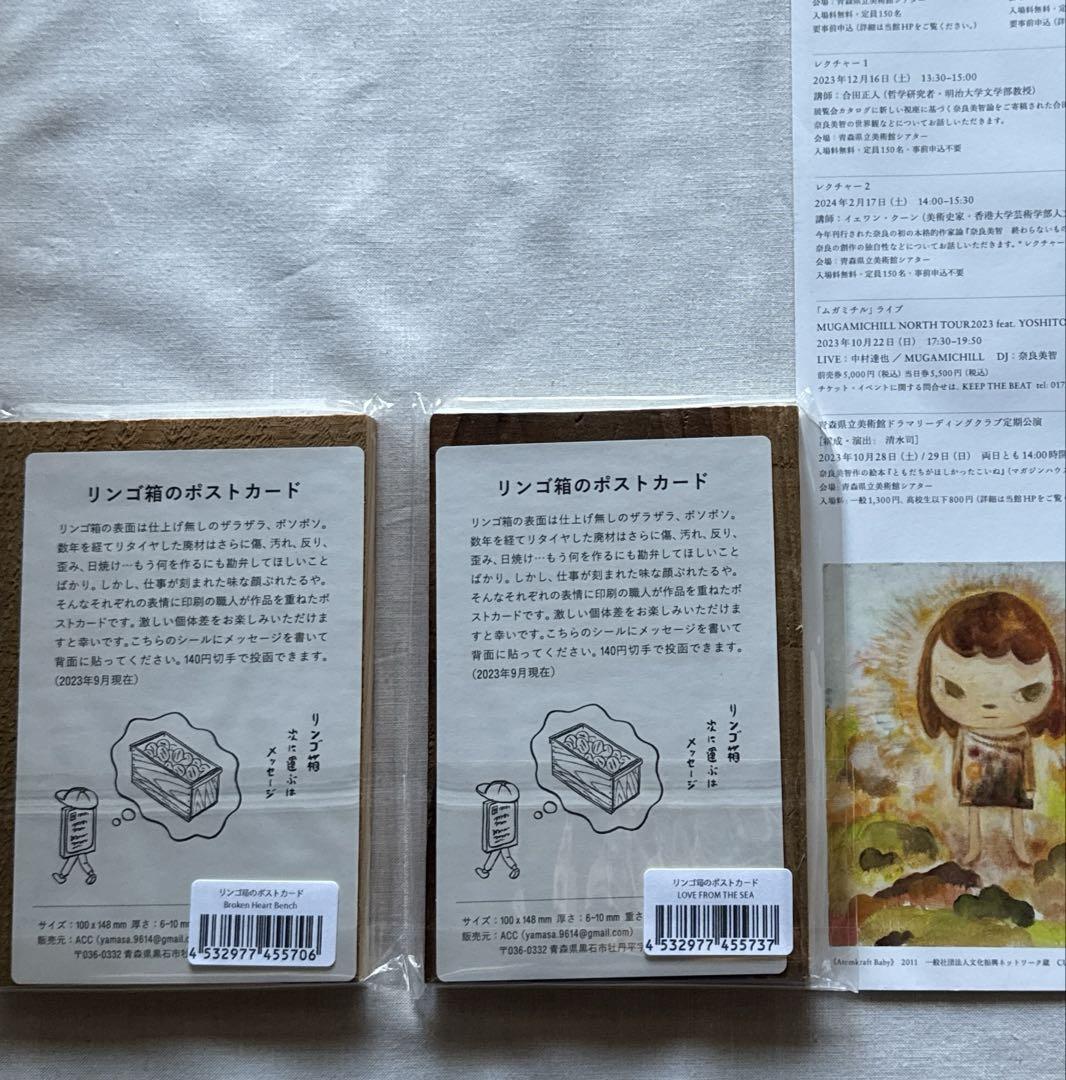 リンゴ箱のポストカード
リンゴ箱の表面は仕上げ無しのザラザラ、ボソボソ。
数年を経てリタイヤした廃材はさらに傷、汚れ、反り、
歪み、日焼け…もう何を作るにも勘弁してほしいこと
ばかり。しかし、仕事が刻まれた味な顔ぶれたるや。
そんなそれぞれの表情に印刷の職人が作品を重ねたポ
ストカードです。激しい個体差をお楽しみいただけま
すと幸いです。こちらのシールにメッセージを書いて
背面に貼ってください。140円切手で投函できます。
(2023年9月現在)
リンゴ箱
次に運ぶは
メッセージ
サイズ:100 x 148 mm 厚さ:6-10 m
販売元:ACC (yamasa.9614@gmail.c
〒036-0332 青森県黒石市牡
リンゴ箱のポストカード
Broken Heart Bench
4 532977 455706
リンゴ箱のポストカード
リンゴ箱の表面は仕上げ無しのザラザラ、ボソボソ。
数年を経てリタイヤした廃材はさらに傷、汚れ、反り、
歪み、日焼け…もう何を作るにも勘弁してほしいこと
ばかり。しかし、仕事が刻まれた味な顔ぶれたるや。
そんなそれぞれの表情に印刷の職人が作品を重ねたポ
ストカードです。激しい個体差をお楽しみいただけま
すと幸いです。こちらのシールにメッセージを書いて
背面に貼ってください。140円切手で投函できます。
(2023年9月現在)
リンゴ箱
次に運ぶは
メッセージ
サイズ:100 x 148 mm 厚さ:6-10 mm 重さ
販売元:ACC (yamasa.9614@gmail.co
〒036-0332 青森県黒石市牡丹平字
リンゴ箱のポストカード
LOVE FROM THE SEA
4 532977 455737
会場:青森県立美術館シアター
入場料無料・定員150名
要事前申込(詳細は当館HPをご覧ください。)
入場料無料・定
要事前申込(詳
レクチャー1
2023年12月16日(土) 13:30–15:00
講師:合田正人(哲学研究者・明治大学文学部教授)
展覧会カタログに新しい視座に基づく奈良美智論をご寄稿された合田
奈良美智の世界観などについてお話しいただきます。
会場:青森県立美術館シアター
入場料無料・定員150名・事前申込不要
レクチャー2
2024年2月17日(土) 14:00–15:30
講師:イェワン・クーン(美術史家・香港大学芸術学部人
今年刊行された奈良の初の本格的作家論『奈良美智 終わらないもの
奈良の創作の独自性などについてお話しいただきます。*レクチャー
会場:青森県立美術館シアター
入場料無料・定員150名・事前申込不要
「ムガミチル」ライブ
MUGAMICHILL NORTH TOUR2023 feat. YOSHITO
2023年10月22日(日) 17:30–19:50
LIVE:中村達也 / MUGAMICHILL DJ:奈良美智
前売券5,000円(税込) 当日券5,500円(税込)
チケット・イベントに関する問合せは、KEEP THE BEAT tel: 017
青森県立美術館ドラマリーディングクラブ定期公演
[構成・演出: 清水司]
2023年10月28日(土)/29日(日) 両日とも14:00時
奈良美智作の絵本『ともだちがほしかったこいぬ』(マガジンハウ
会場:青森県立美術館シアター
入場料:一般1,300円、高校生以下800円(詳細は当館HPをご覧
《Atomkraft Baby》 2011 一般社団法人文化振興ネットワーク蔵